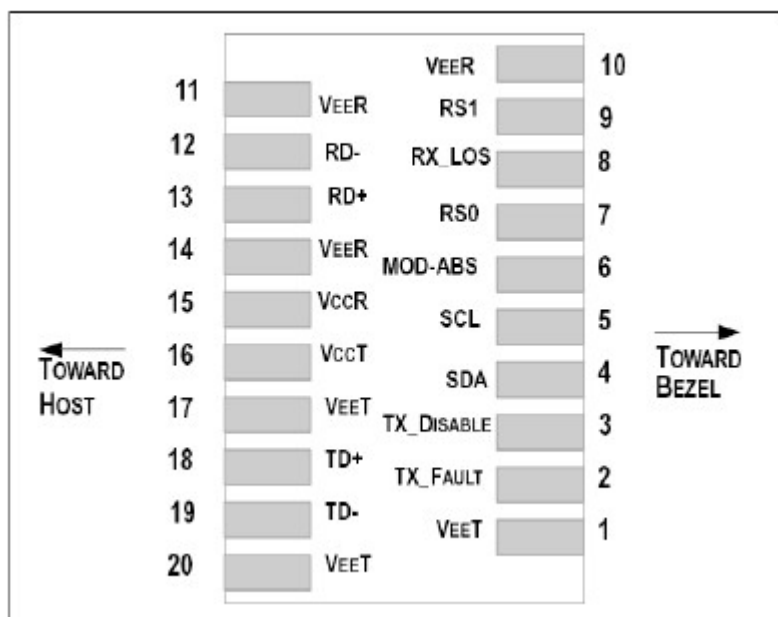 VEER 10
11 VEER
RS1 9
12 RD-
RX_LOS 8
13 RD+
RS0 7
14 VEER
MOD-ABS 6
15 VCCR
SCL 5
16 VCCT
TOWARD HOST
TOWARD BEZEL
SDA 4
17 VEET
TX_DISABLE 3
18 TD+
TX_FAULT 2
19 TD-
VEET 1
20 VEET